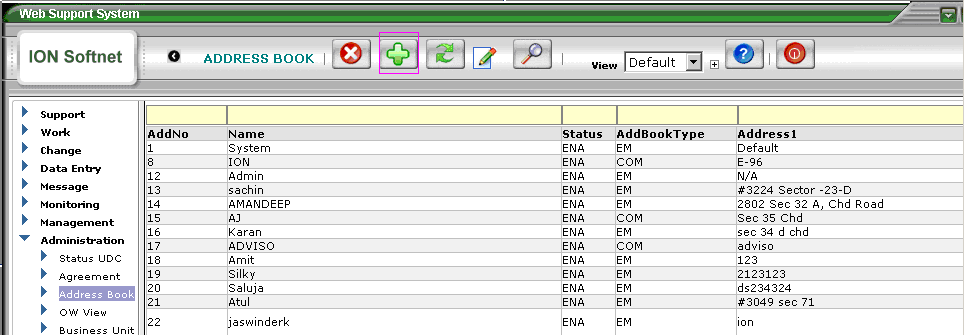 Web Support System
ION Softnet
ADDRESS BOOK
View Default
Support
Work
Change
Data Entry
Message
Monitoring
Management
Administration
Status UDC
Agreement
Address Book
OW View
Business Unit
AddNo Name Status AddBookType Address1
1 System ENA EM Default
8 ION ENA COM E-96
12 Admin ENA EM N/A
13 sachin ENA EM #3224 Sector -23-D
14 AMANDEEP ENA EM 2802 Sec 32 A, Chd Road
15 AJ ENA COM Sec 35 Chd
16 Karan ENA EM sec 34 d chd
17 ADVISO ENA COM adviso
18 Amit ENA EM 123
19 Silky ENA EM 2123123
20 Saluja ENA EM ds234324
21 Atul ENA EM #3049 sec 71
22 jaswinderk ENA EM ion